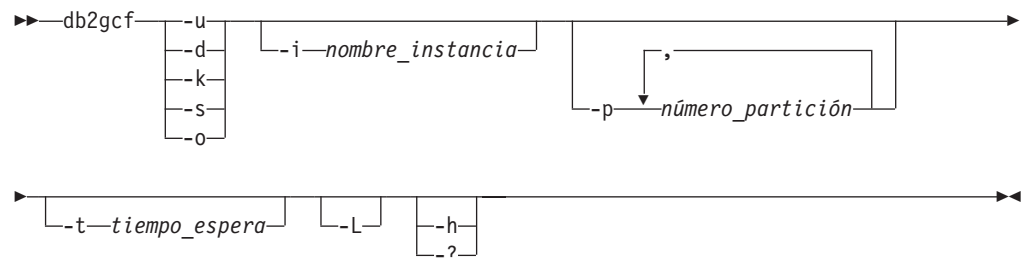 db2gcf -u -i nombre_instancia ,
-d
-k -p número_partición
-s
-o
-t tiempo_espera -L -h
-?